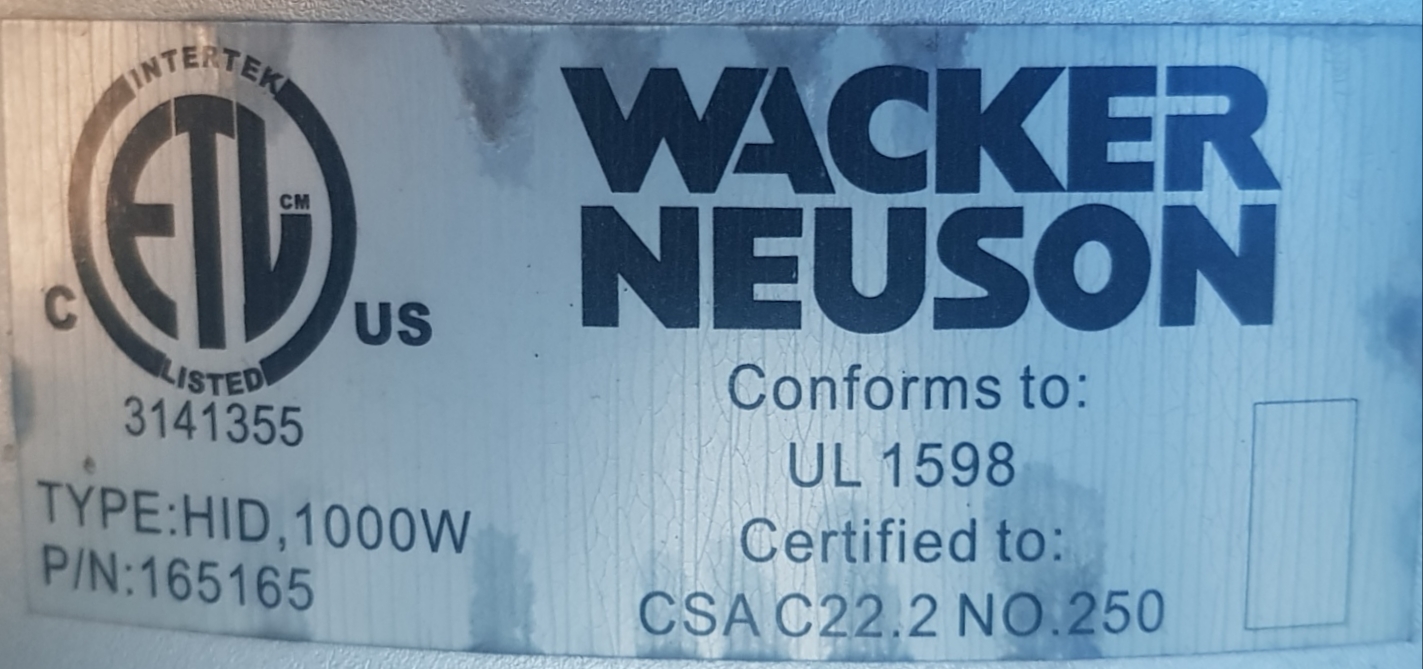 INTERTEK
ETL CM
C US
LISTED
3141355
TYPE:HID,1000W
P/N:165165
WACKER
NEUSON
Conforms to:
UL 1598
Certified to:
CSA C22.2 NO.250